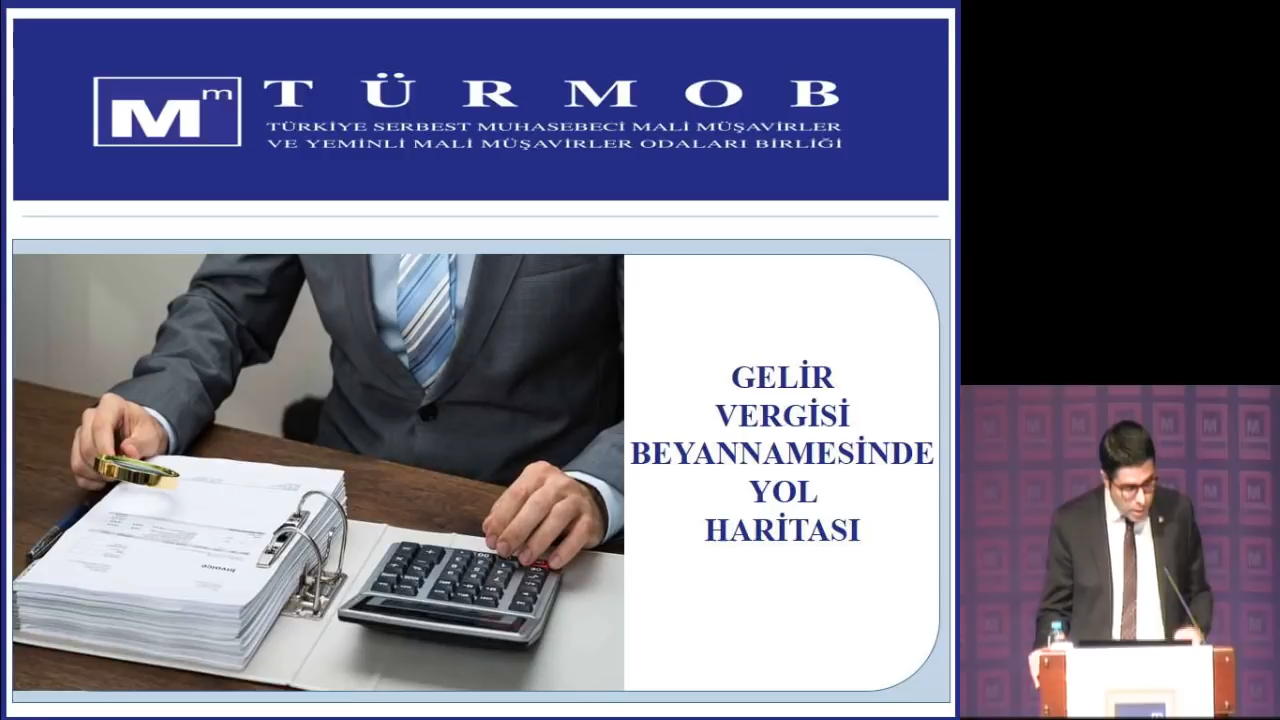 Mm
TÜRMOB
TÜRKİYE SERBEST MUHASEBECİ MALİ MÜŞAVİRLER
VE YEMİNLİ MALİ MÜŞAVİRLER ODALARI BİRLİĞİ
GELİR
VERGİSİ
BEYANNAMESİNDE
YOL
HARİTASI
Invoice